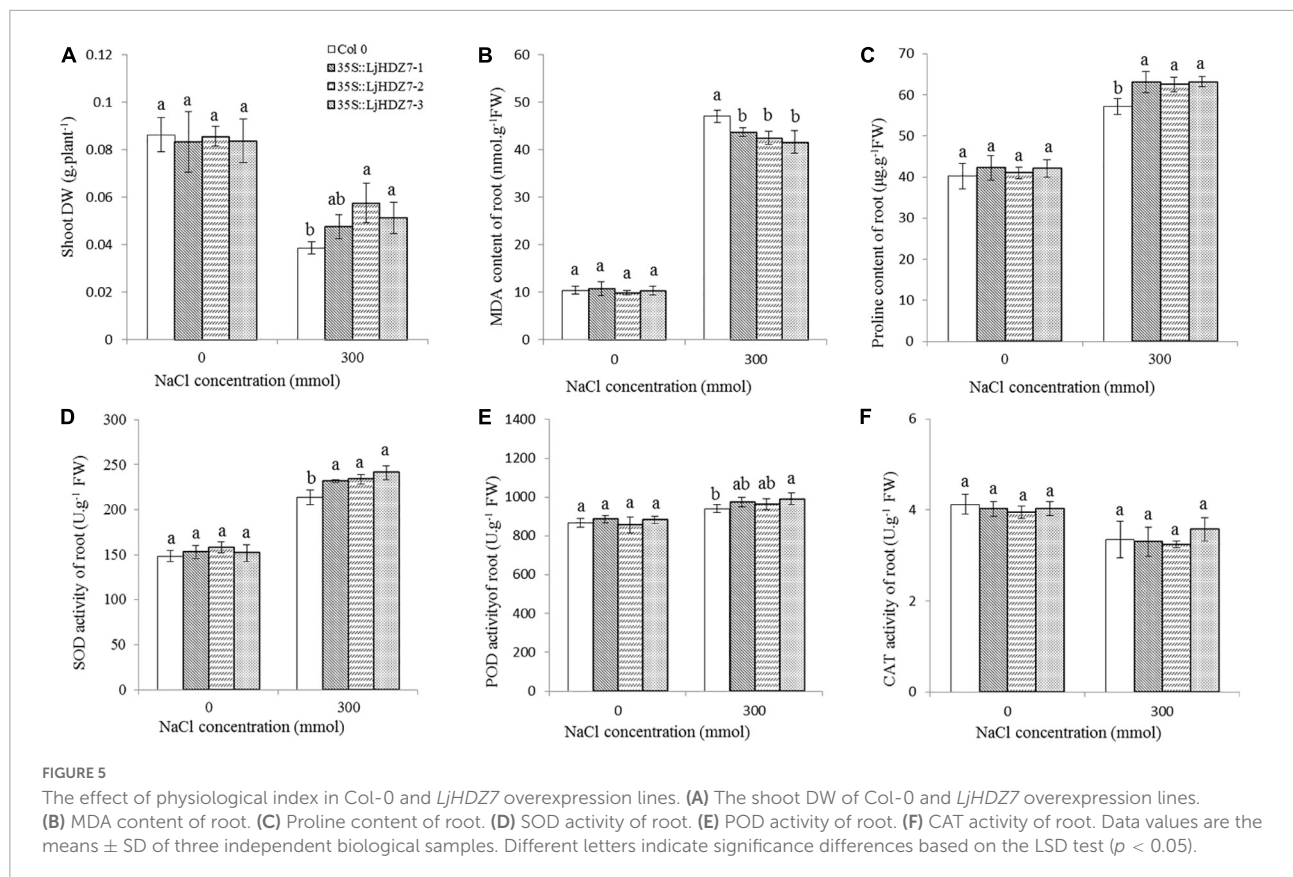 A
0.12
0.1
0.08
0.06
0.04
0.02
0
Shoot DW (g.plant⁻¹)
Col 0
35S::LjHDZ7-1
35S::LjHDZ7-2
35S::LjHDZ7-3
a a a a
b ab a a
0 300
NaCl concentration (mmol)
B
60
50
40
30
20
10
0
MDA content of root (nmol.g⁻¹FW)
a a a a
a b b b
0 300
NaCl concentration (mmol)
C
70
60
50
40
30
20
10
0
Proline content of root (µg.g⁻¹FW)
a a a a
b a a a
0 300
NaCl concentration (mmol)
D
300
250
200
150
100
50
0
SOD activity of root (U.g⁻¹ FW)
a a a a
b a a a
0 300
NaCl concentration (mmol)
E
1400
1200
1000
800
600
400
200
0
POD activityof root (U.g⁻¹ FW)
a a a a
b ab ab a
0 300
NaCl concentration (mmol)
F
6
4
2
0
CAT activity of root (U.g⁻¹ FW)
a a a a
a a a a
0 300
NaCl concentration (mmol)
FIGURE 5
The effect of physiological index in Col-0 and LjHDZ7 overexpression lines. (A) The shoot DW of Col-0 and LjHDZ7 overexpression lines.
(B) MDA content of root. (C) Proline content of root. (D) SOD activity of root. (E) POD activity of root. (F) CAT activity of root. Data values are the
means ± SD of three independent biological samples. Different letters indicate significance differences based on the LSD test (p < 0.05).